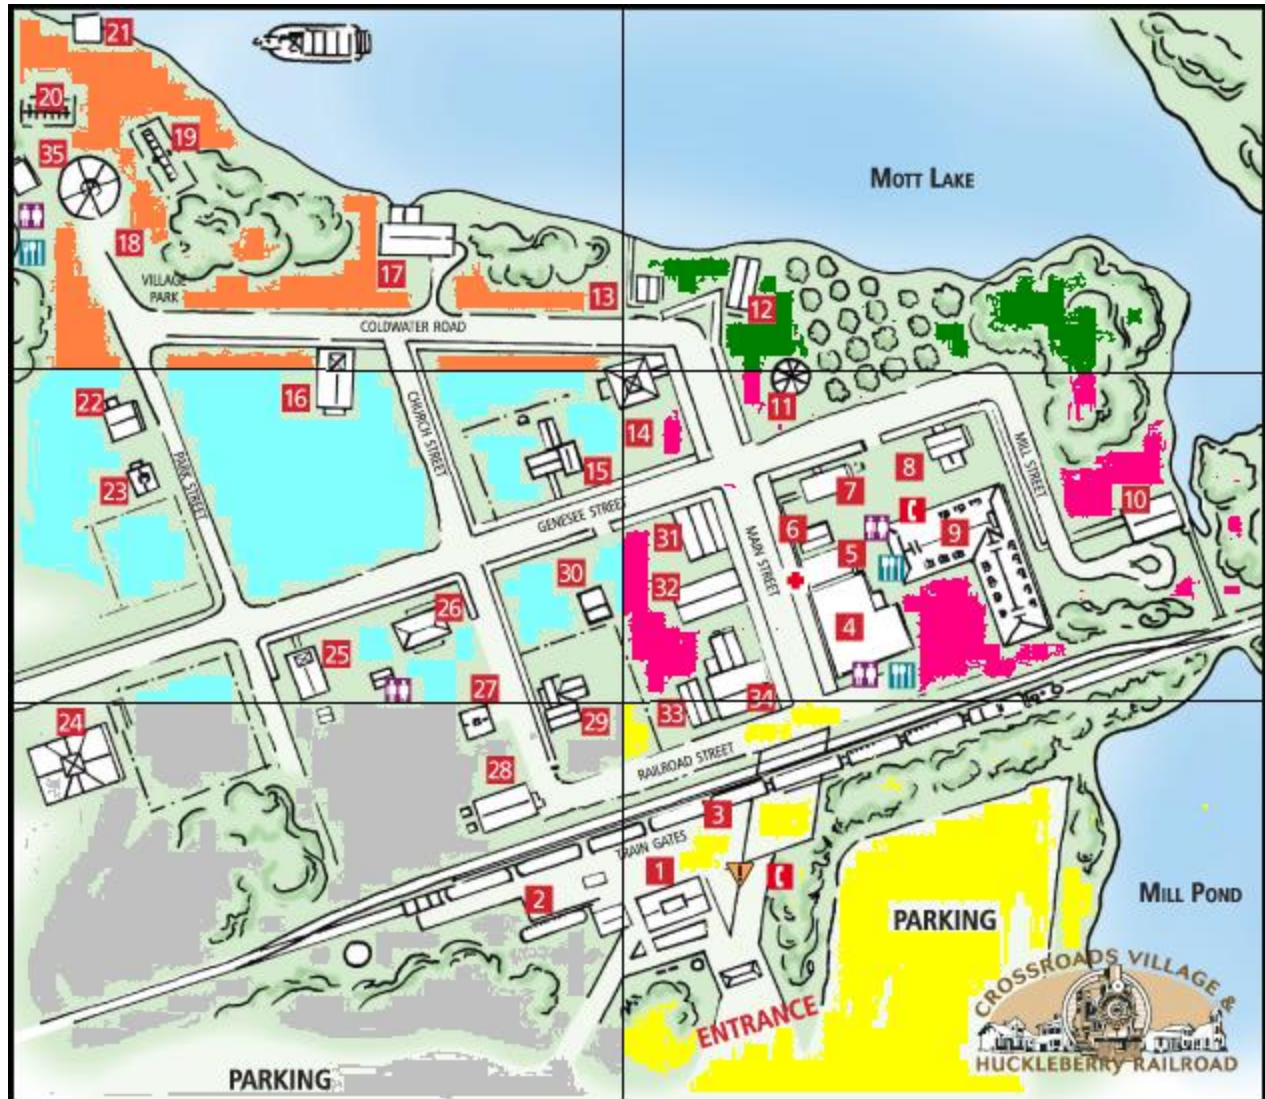 21
20
19
35
MOTT LAKE
18
17
VILLAGE
PARK
13
12
COLDWATER ROAD
22
16
11
CHURCH STREET
14
15
8
MILL STREET
PARK STREET
23
7
10
GENESEE STREET
6
9
31
MAIN STREET
5
30
32
26
4
25
27
34
33
24
29
28
RAILROAD STREET
3
TRAIN GATES
1
2
MILL POND
PARKING
CROSSROADS VILLAGE &
ENTRANCE
HUCKLEBERRY RAILROAD
PARKING